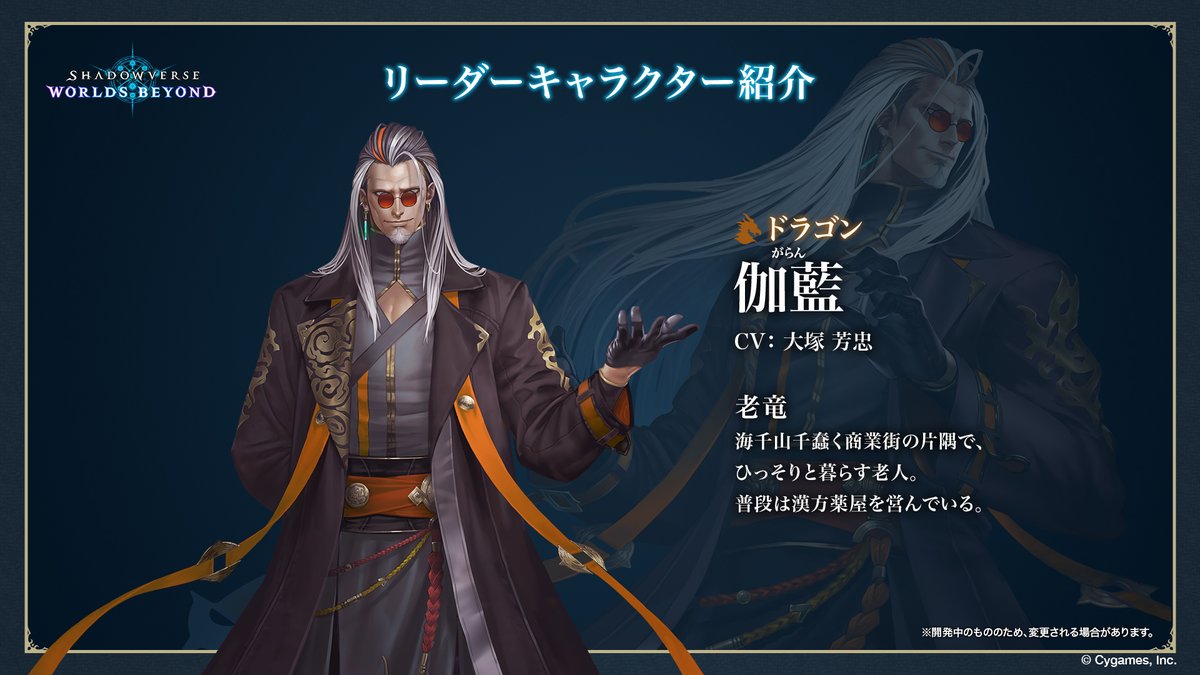 SHADOWVERSE
WORLDS BEYOND
リーダーキャラクター紹介
ドラゴン
がらん
伽藍
CV： 大塚 芳忠
老竜
海千山千蠢く商業街の片隅で、
ひっそりと暮らす老人。
普段は漢方薬屋を営んでいる。
※開発中のもののため、変更される場合があります。
© Cygames, Inc.